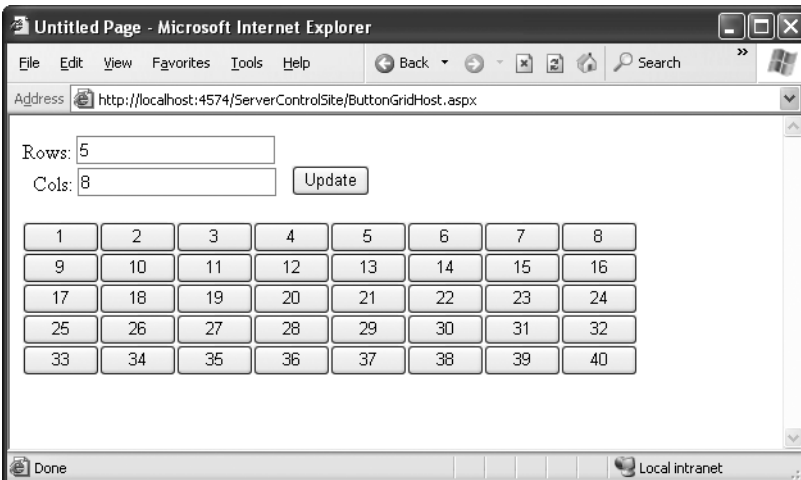 Untitled Page - Microsoft Internet Explorer
File Edit View Favorites Tools Help Back Search »
Address http://localhost:4574/ServerControlSite/ButtonGridHost.aspx
Rows: 5
Cols: 8 Update
1 2 3 4 5 6 7 8
9 10 11 12 13 14 15 16
17 18 19 20 21 22 23 24
25 26 27 28 29 30 31 32
33 34 35 36 37 38 39 40
Done Local intranet